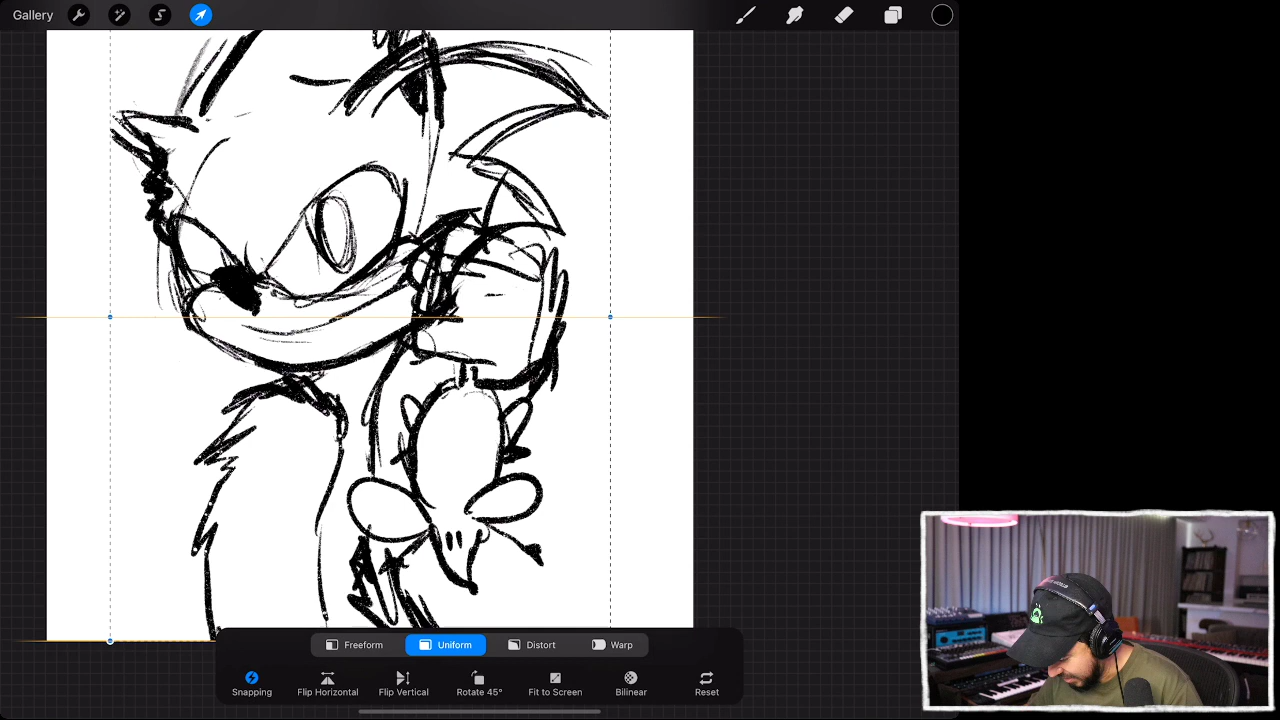 Gallery
Freeform Uniform Distort Warp
Snapping Flip Horizontal Flip Vertical Rotate 45° Fit to Screen Bilinear Reset